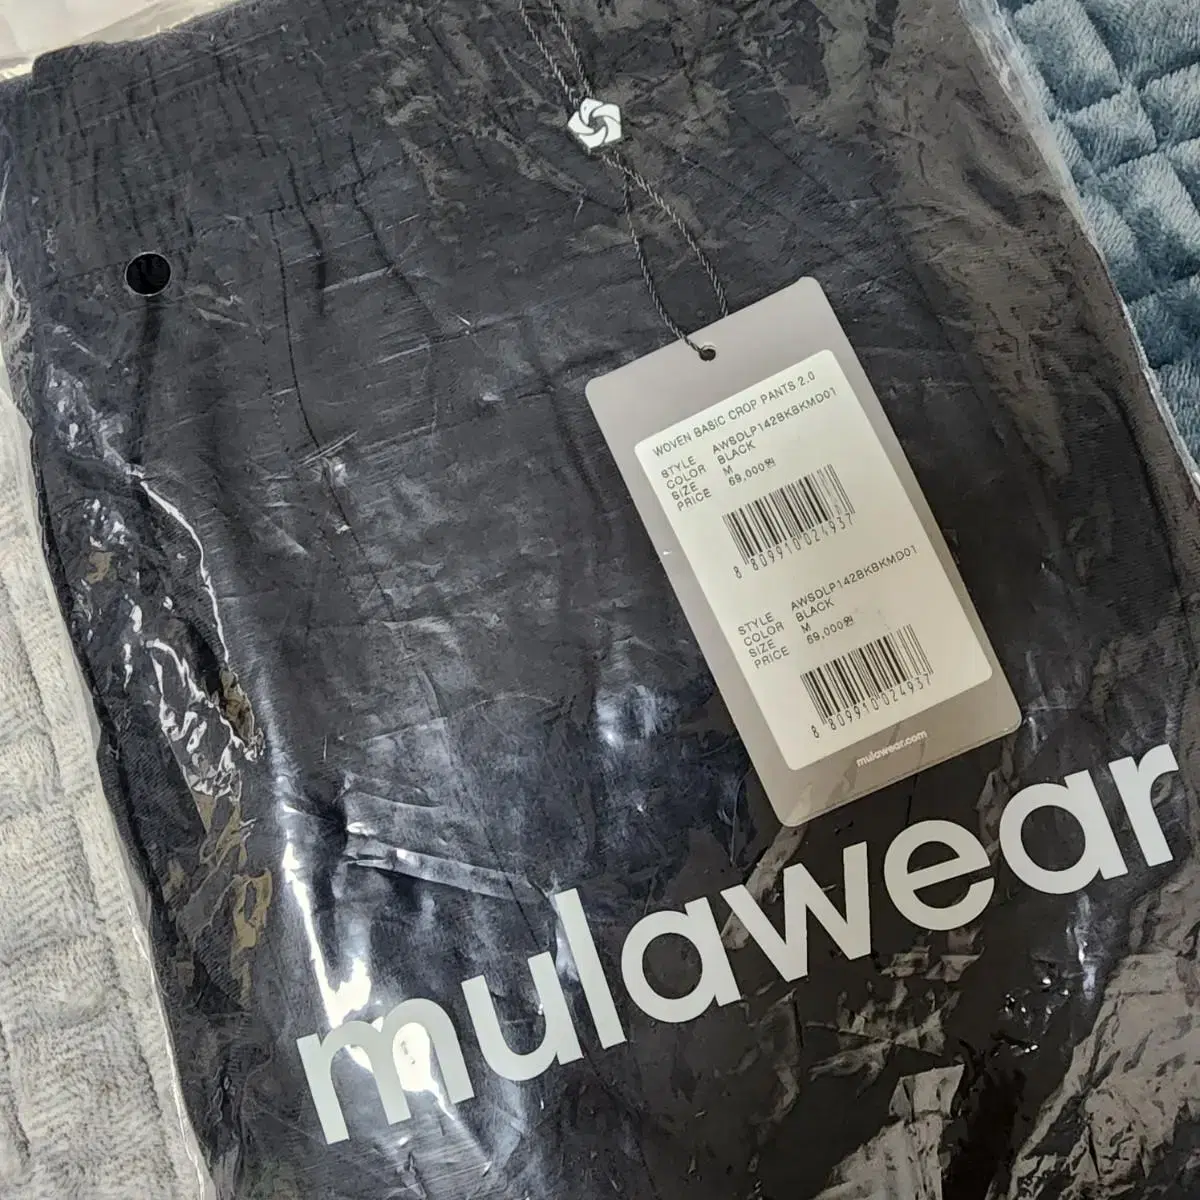 WOVEN BASIC CROP PANTS 2.0
STYLE AWSDLP142BKBKMD01
COLOR BLACK
SIZE M
PRICE 69,000원
8 809910 024937
STYLE AWSDLP142BKBKMD01
COLOR BLACK
SIZE M
PRICE 69,000원
8 809910 024937
mulawear.com
mulawear